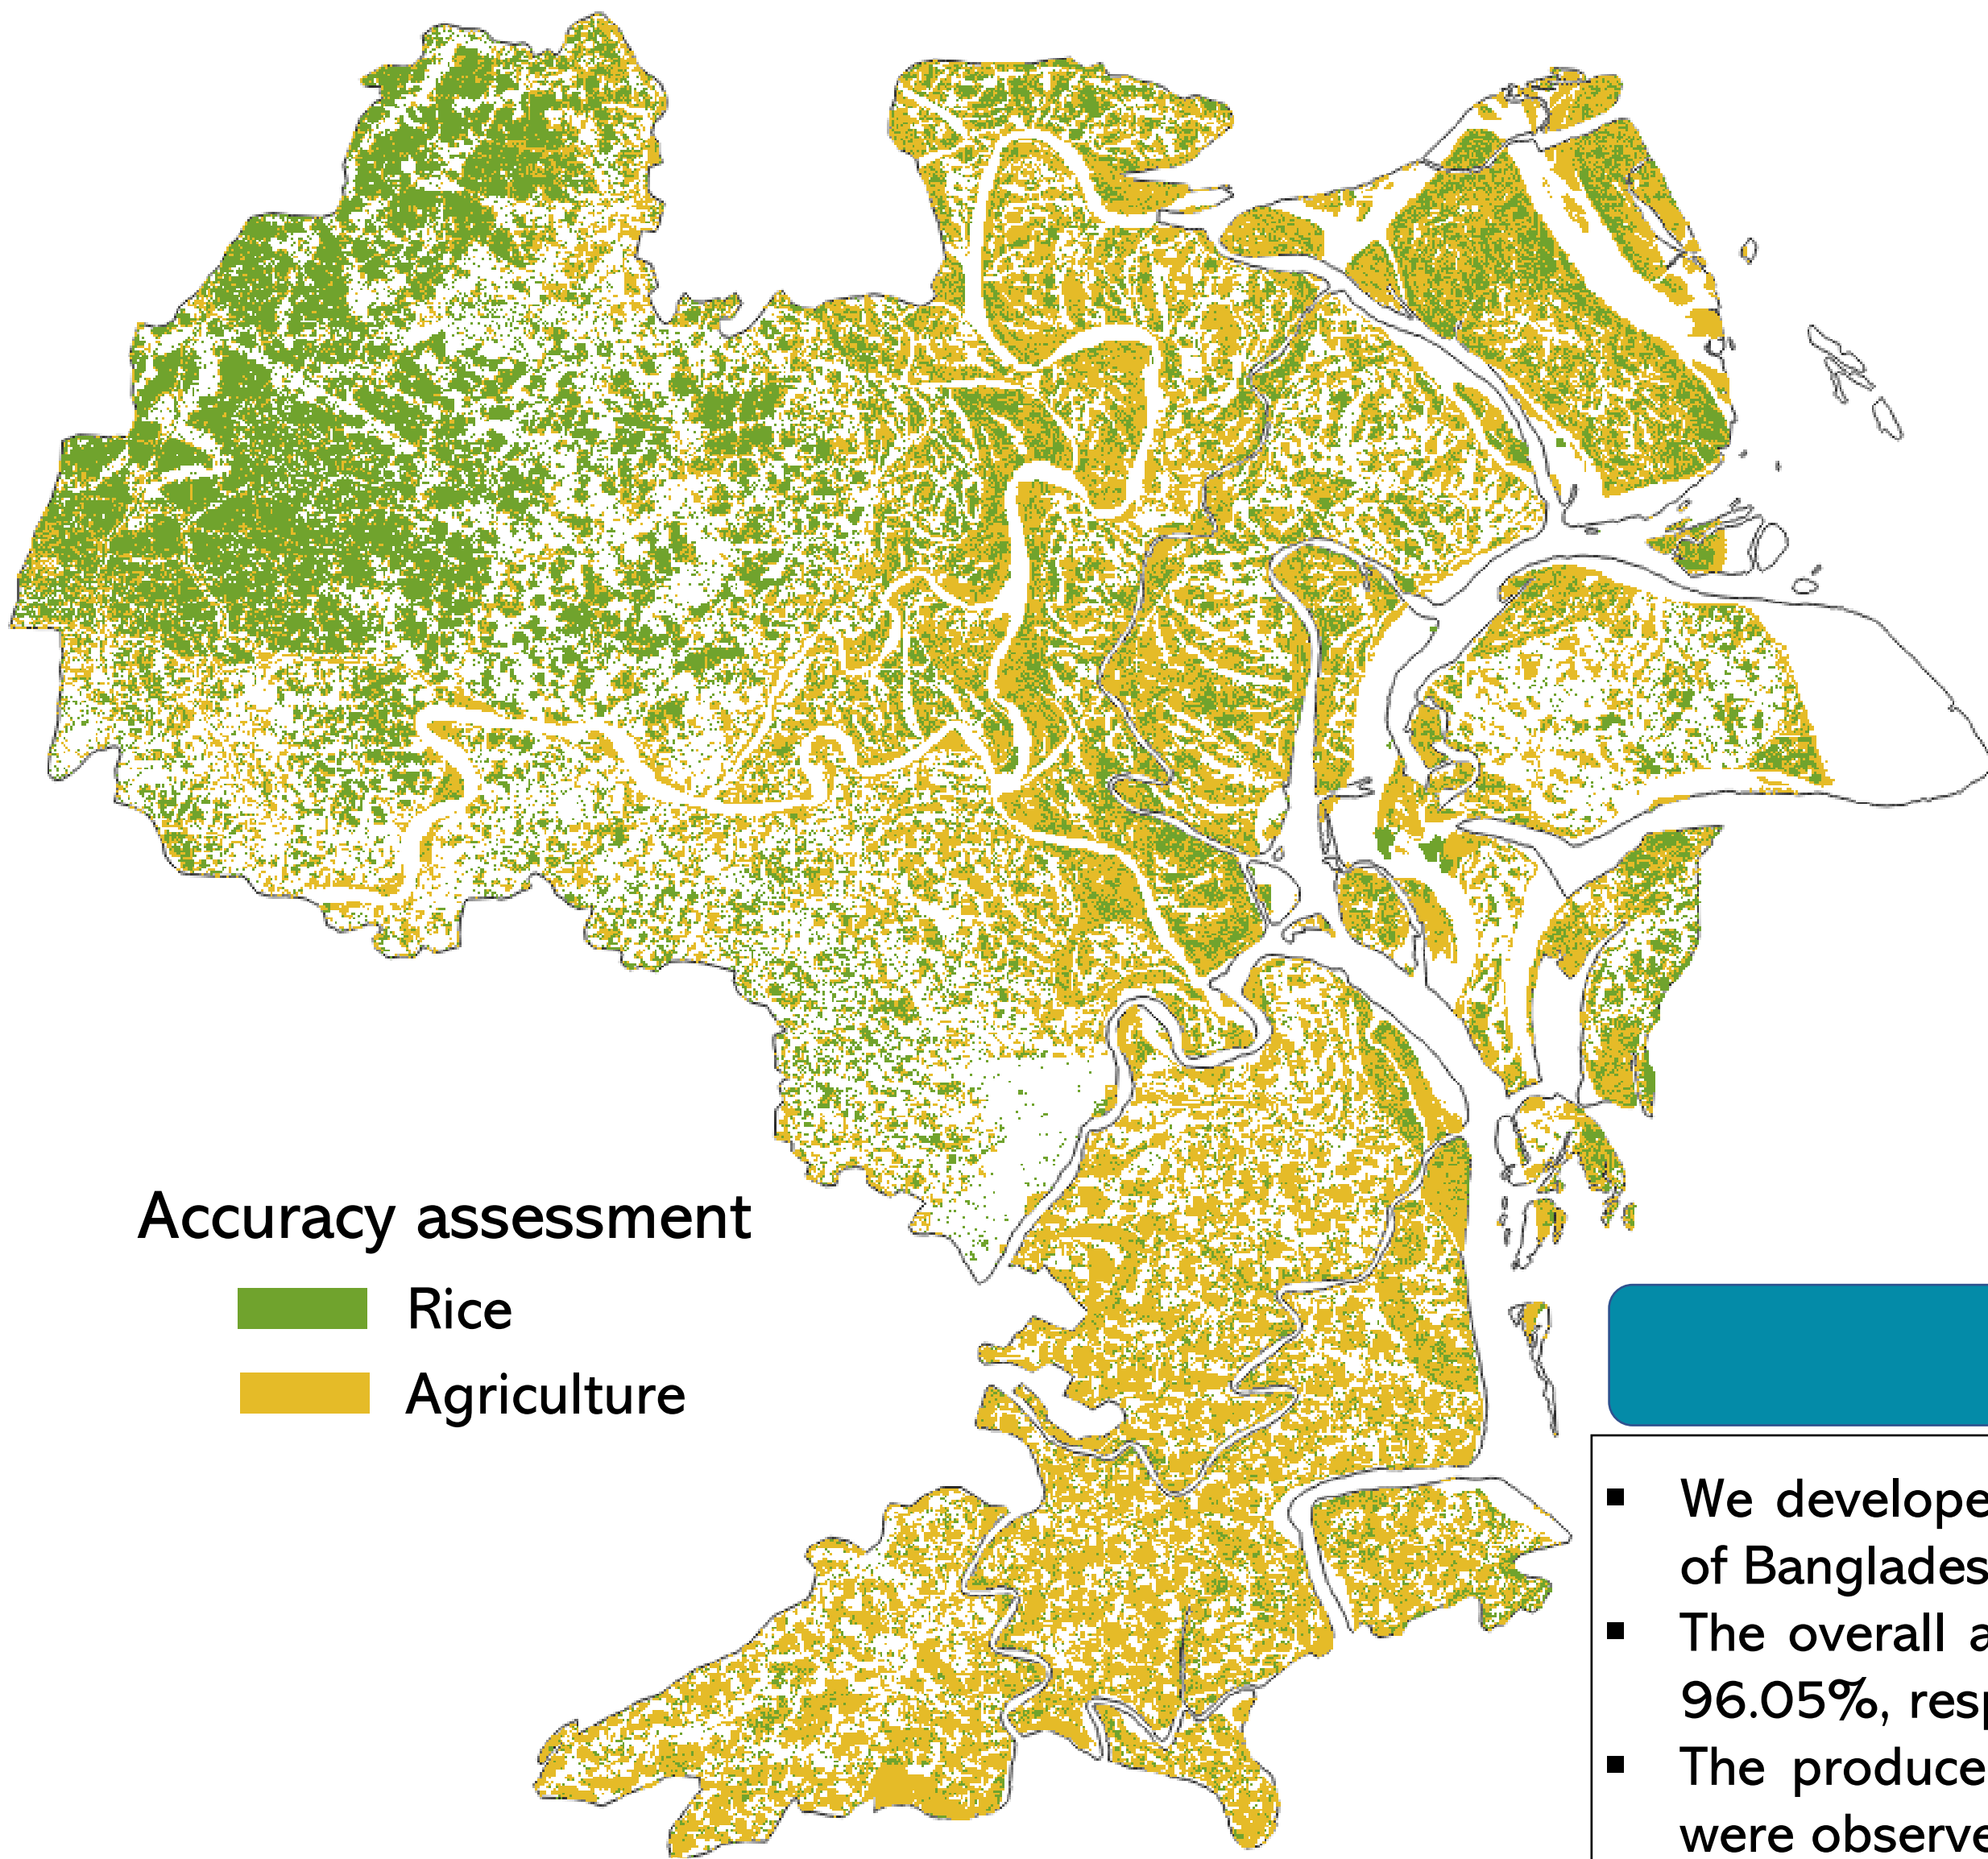 Accuracy assessment
Rice
Agriculture
▪ We develope
of Banglades
▪ The overall a
96.05%, resp
▪ The produce
were observe